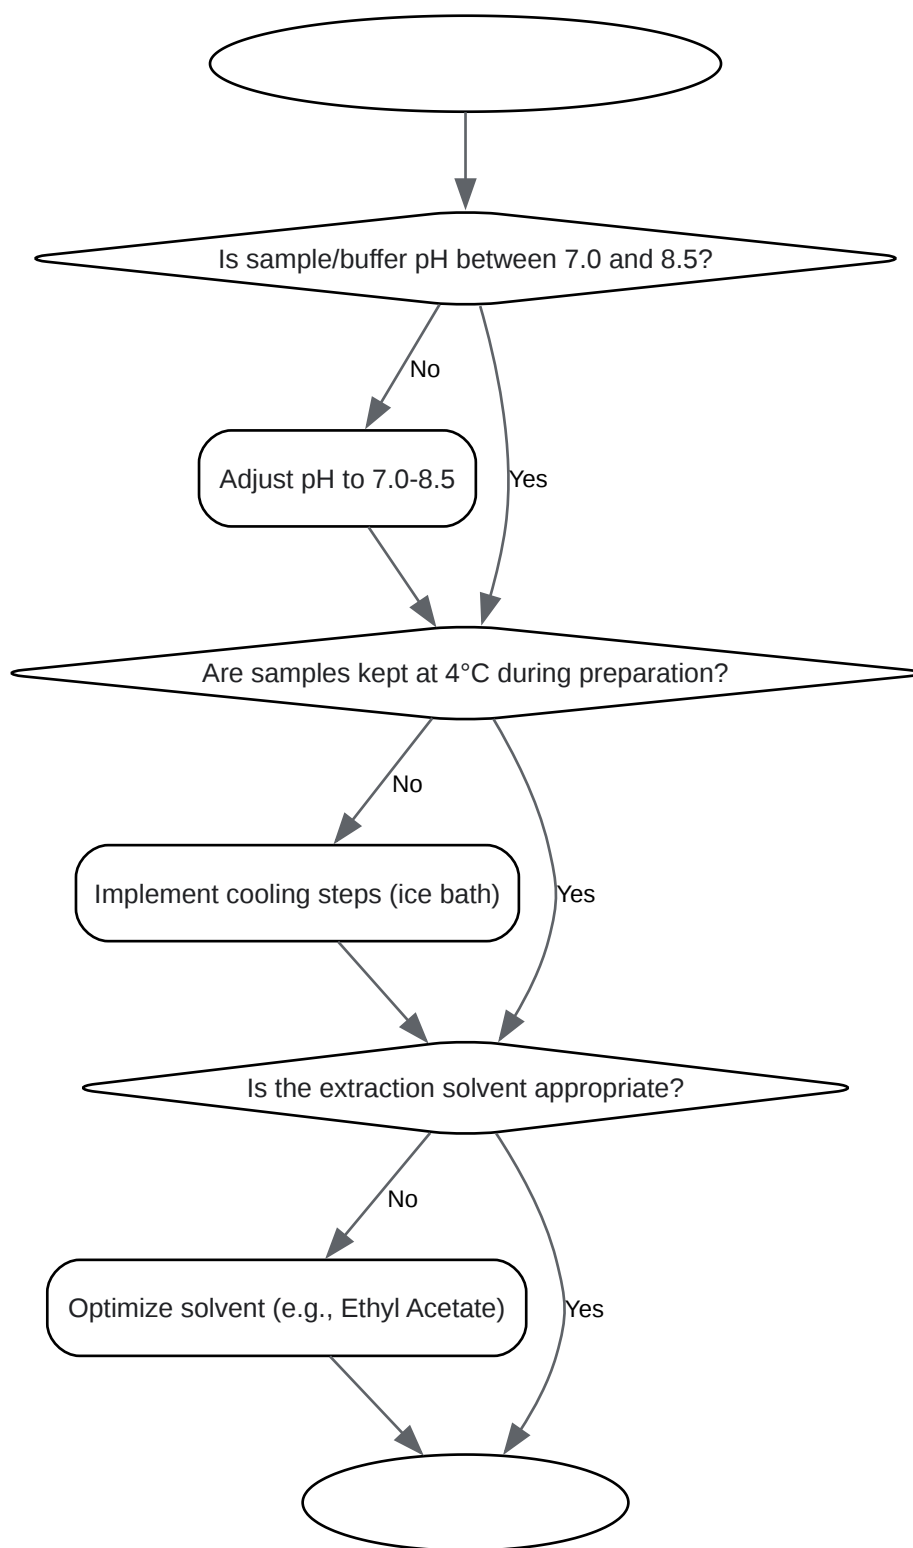 Is sample/buffer pH between 7.0 and 8.5?
No
Adjust pH to 7.0-8.5
Yes
Are samples kept at 4°C during preparation?
No
Implement cooling steps (ice bath)
Yes
Is the extraction solvent appropriate?
No
Optimize solvent (e.g., Ethyl Acetate)
Yes